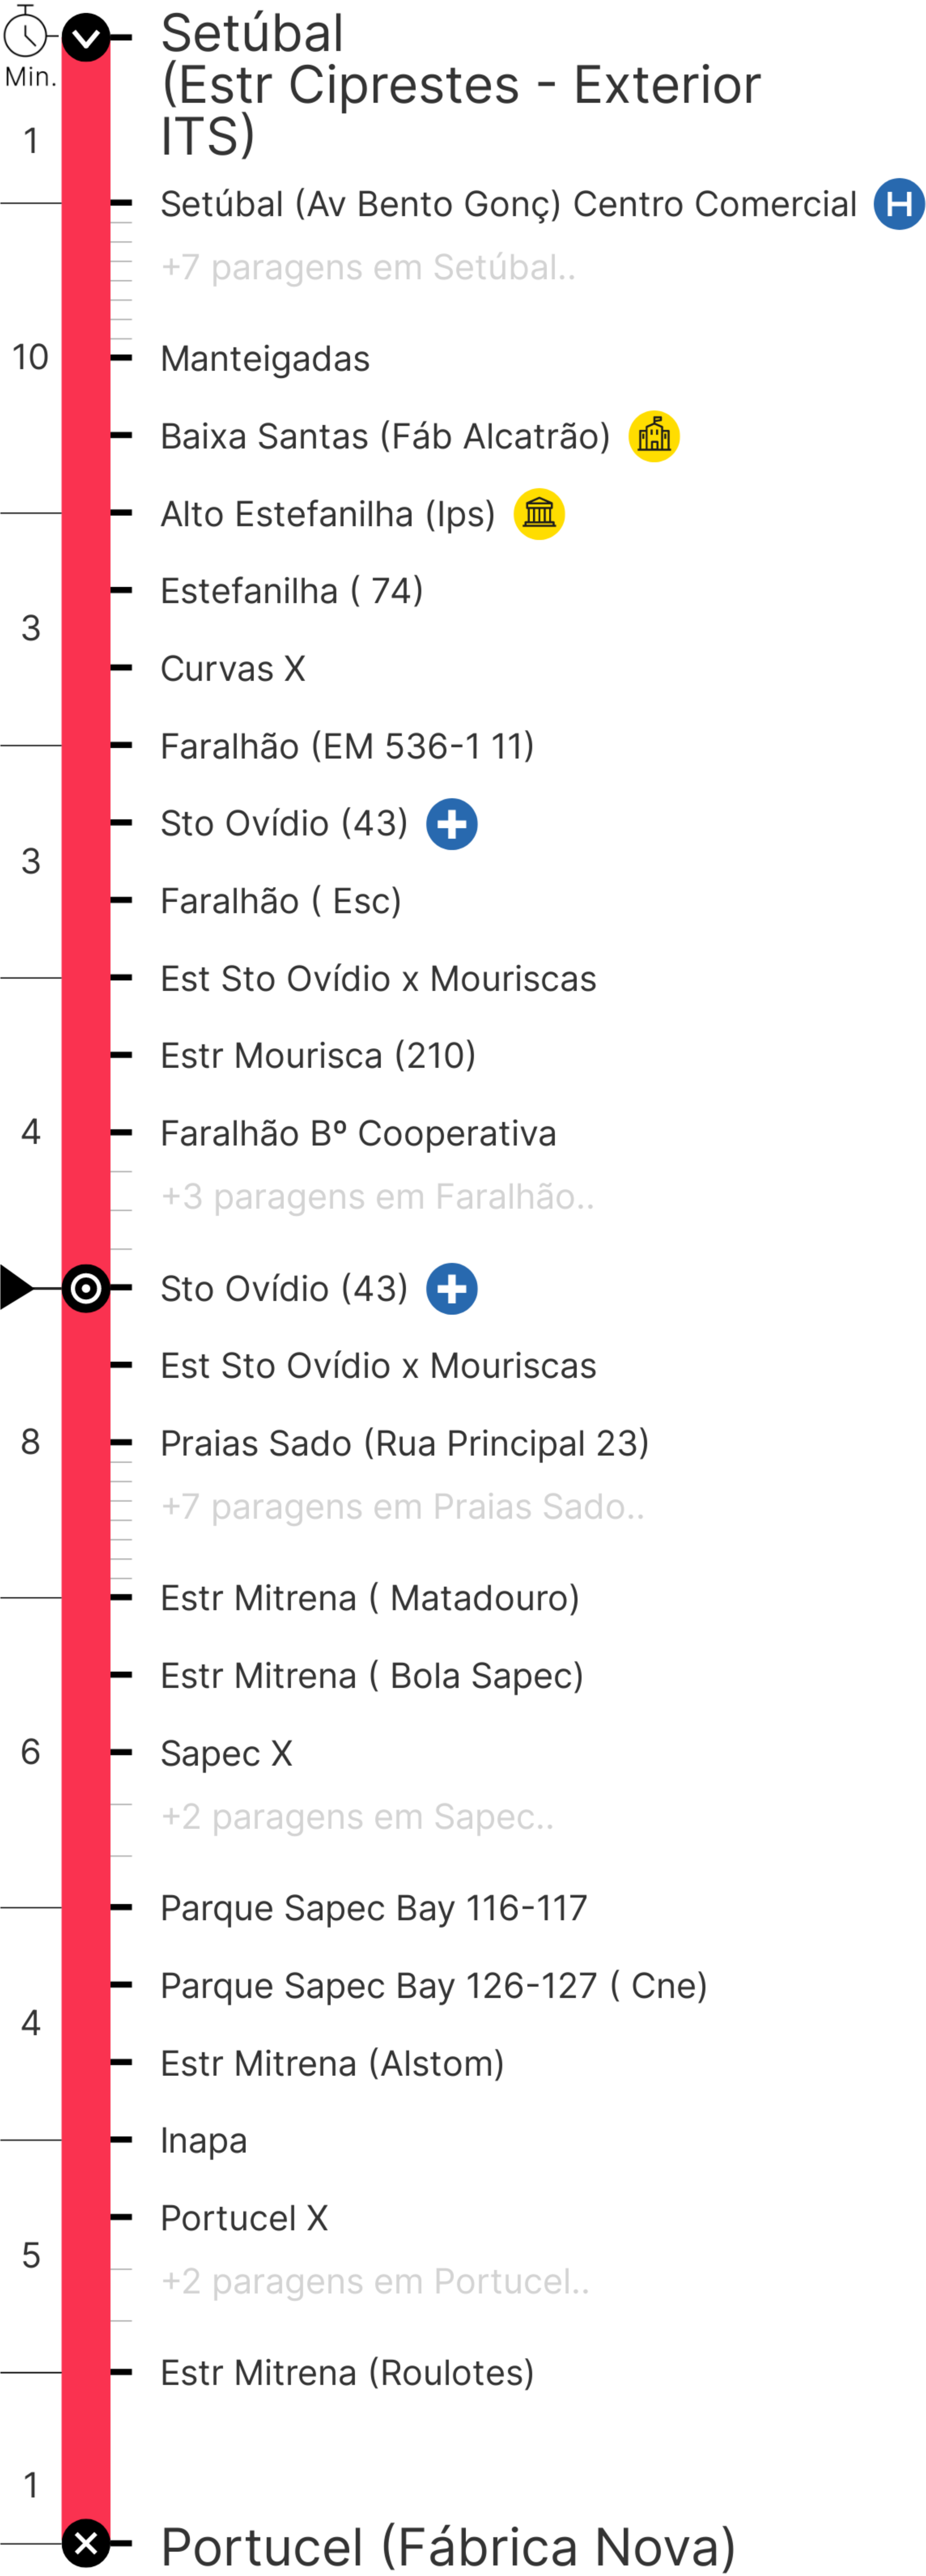 Setúbal
(Estr Ciprestes - Exterior
ITS)
Min.
1
Setúbal (Av Bento Gonç) Centro Comercial H
+7 paragens em Setúbal..
10 Manteigadas
Baixa Santas (Fáb Alcatrão)
Alto Estefanilha (Ips)
Estefanilha ( 74)
3
Curvas X
Faralhão (EM 536-1 11)
Sto Ovídio (43)
3
Faralhão ( Esc)
Est Sto Ovídio x Mouriscas
Estr Mourisca (210)
4 Faralhão Bº Cooperativa
+3 paragens em Faralhão..
Sto Ovídio (43)
Est Sto Ovídio x Mouriscas
8 Praias Sado (Rua Principal 23)
+7 paragens em Praias Sado..
Estr Mitrena ( Matadouro)
Estr Mitrena ( Bola Sapec)
6 Sapec X
+2 paragens em Sapec..
Parque Sapec Bay 116-117
Parque Sapec Bay 126-127 ( Cne)
4
Estr Mitrena (Alstom)
Inapa
Portucel X
5
+2 paragens em Portucel..
Estr Mitrena (Roulotes)
1
Portucel (Fábrica Nova)